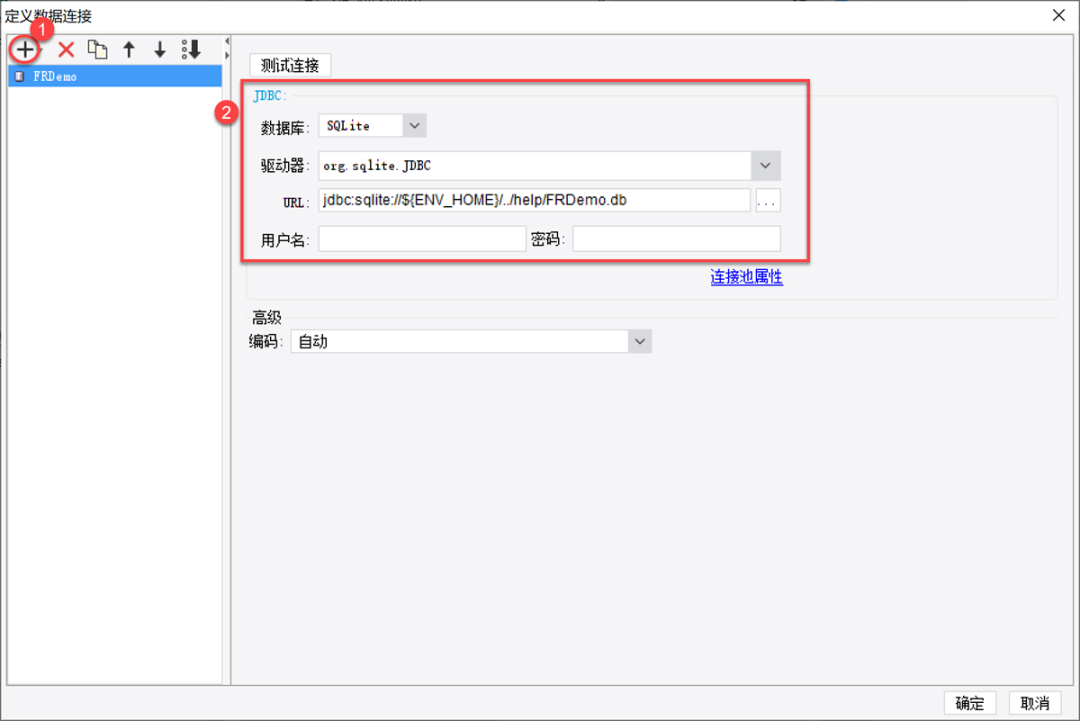 定义数据连接
1
FRDemo
测试连接
2
JDBC:
数据库: SQLite
驱动器: org.sqlite.JDBC
URL: jdbc:sqlite://${ENV_HOME}/../help/FRDemo.db ...
用户名: 密码:
连接池属性
高级
编码: 自动
确定 取消